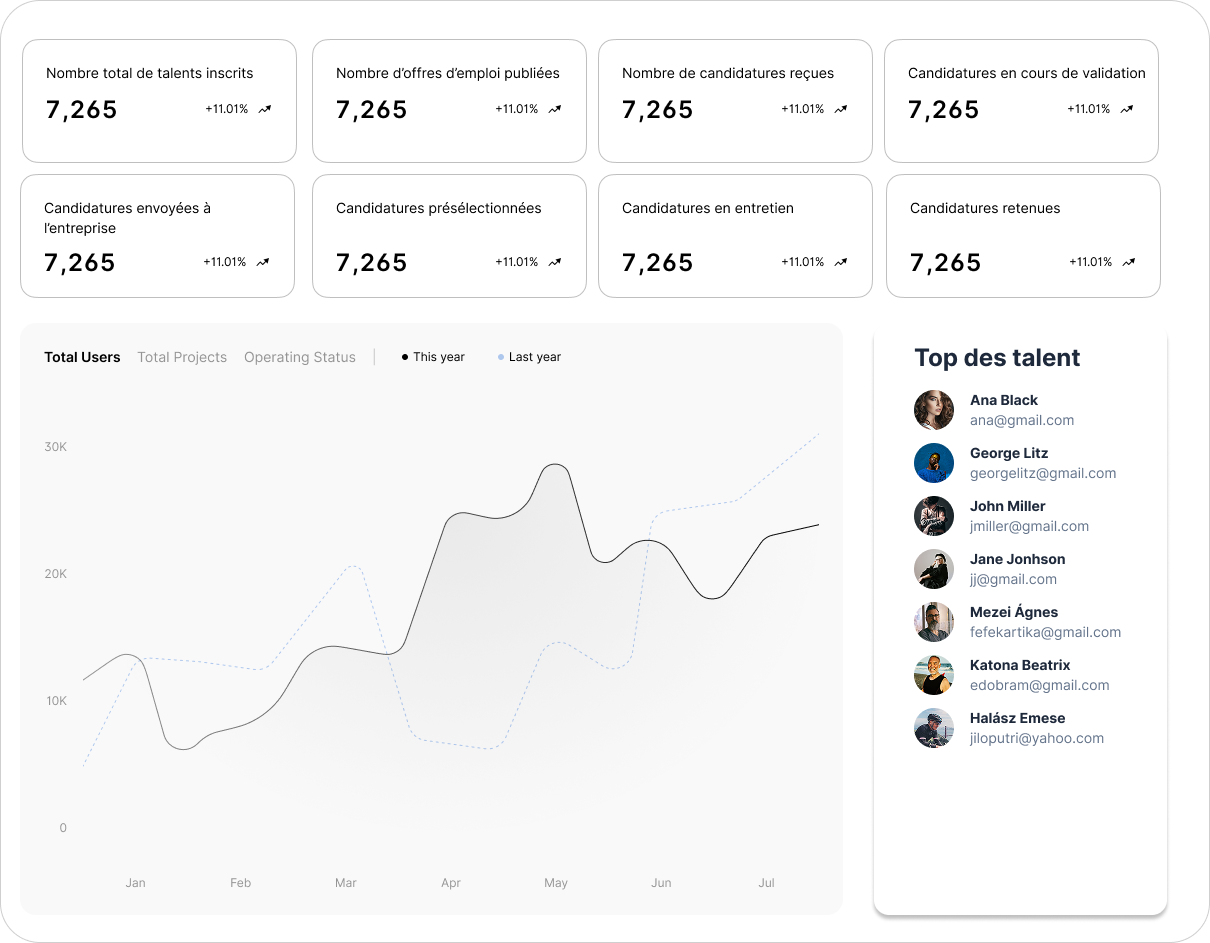 Nombre total de talents inscrits
7,265 +11.01%
Nombre d’offres d’emploi publiées
7,265 +11.01%
Nombre de candidatures reçues
7,265 +11.01%
Candidatures en cours de validation
7,265 +11.01%
Candidatures envoyées à
l’entreprise
7,265 +11.01%
Candidatures présélectionnées
7,265 +11.01%
Candidatures en entretien
7,265 +11.01%
Candidatures retenues
7,265 +11.01%
Total Users Total Projects Operating Status This year Last year
30K
20K
10K
0
Jan Feb Mar Apr May Jun Jul
Top des talent
Ana Black
ana@gmail.com
George Litz
georgelitz@gmail.com
John Miller
jmiller@gmail.com
Jane Jonhson
jj@gmail.com
Mezei Ágnes
fefekartika@gmail.com
Katona Beatrix
edobram@gmail.com
Halász Emese
jiloputri@yahoo.com